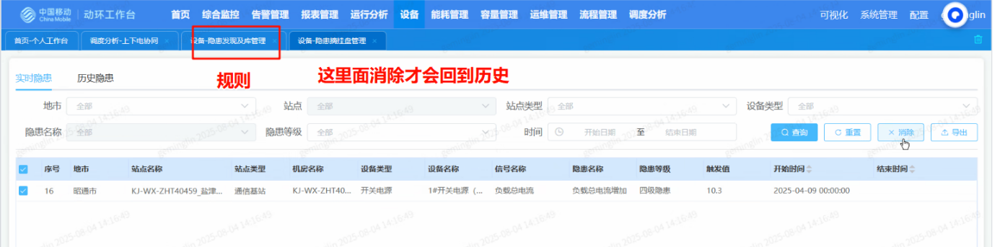 中国移动 China Mobile 动环工作台 首页 综合监控 告警管理 报表管理 运行分析 设备 能耗管理 容量管理 运维管理 流程管理 调度分析 可视化 系统管理 配置 glin
首页-个人工作台 调度分析-上下电协同 × 设备-隐患发现及库管理 × 设备-隐患摘挂盘管理 ×
实时隐患 历史隐患 规则 这里面消除才会回到历史
地市 全部 站点 全部 站点类型 全部 设备类型 全部
隐患名称 全部 隐患等级 全部 时间 开始日期 至 结束日期 查询 重置 × 消除 导出
序号 地市 站点名称 站点类型 机房名称 设备类型 设备名称 信号名称 隐患名称 隐患等级 触发值 开始时间 结束时间
16 昭通市 KJ-WX-ZHT40459_盐津... 通信基站 KJ-WX-ZHT40... 开关电源 1#开关电源（... 负载总电流 负载总电流增加 四级隐患 10.3 2025-04-09 00:00:00
geminglin 2025-08-04 14:16:49